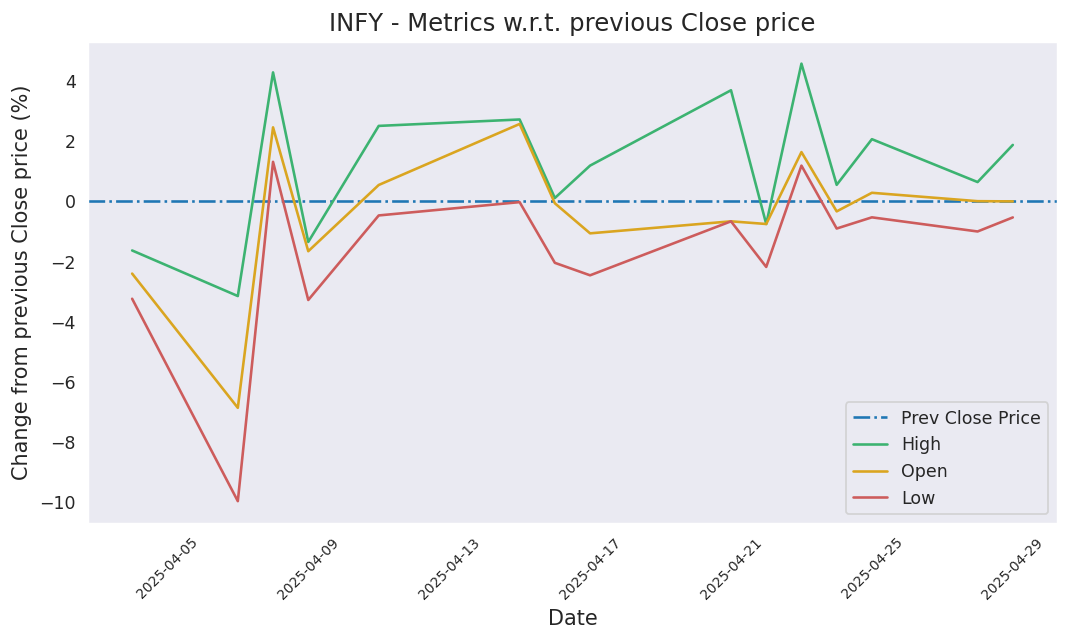 INFY - Metrics w.r.t. previous Close price
Change from previous Close price (%)
4
2
0
−2
−4
−6
−8
−10
Prev Close Price
High
Open
Low
2025-04-05
2025-04-09
2025-04-13
2025-04-17
2025-04-21
2025-04-25
2025-04-29
Date